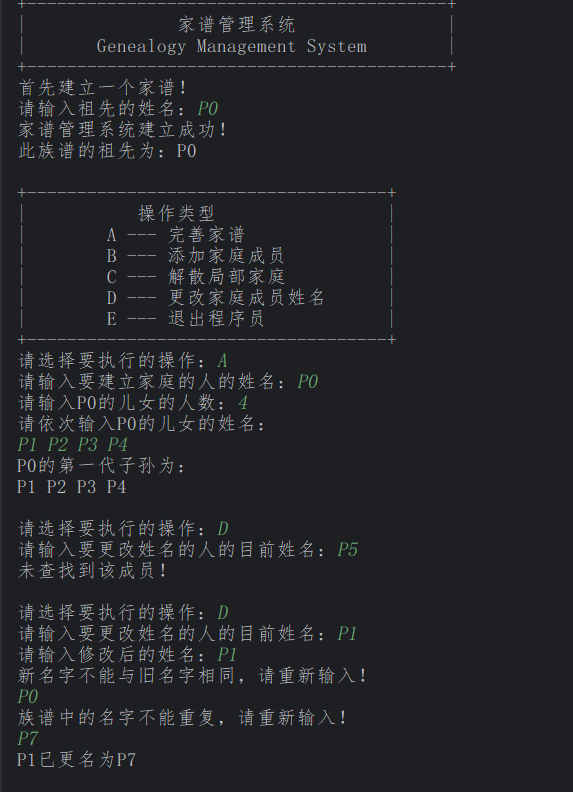 家谱管理系统
Genealogy Management System
首先建立一个家谱！
请输入祖先的姓名：P0
家谱管理系统建立成功！
此族谱的祖先为：P0
操作类型
A --- 完善家谱
B --- 添加家庭成员
C --- 解散局部家庭
D --- 更改家庭成员姓名
E --- 退出程序员
请选择要执行的操作：A
请输入要建立家庭的人的姓名：P0
请输入P0的儿女的人数：4
请依次输入P0的儿女的姓名：
P1 P2 P3 P4
P0的第一代子孙为：
P1 P2 P3 P4
请选择要执行的操作：D
请输入要更改姓名的人的目前姓名：P5
未查找到该成员！
请选择要执行的操作：D
请输入要更改姓名的人的目前姓名：P1
请输入修改后的姓名：P1
新名字不能与旧名字相同，请重新输入！
P0
族谱中的名字不能重复，请重新输入！
P7
P1已更名为P7